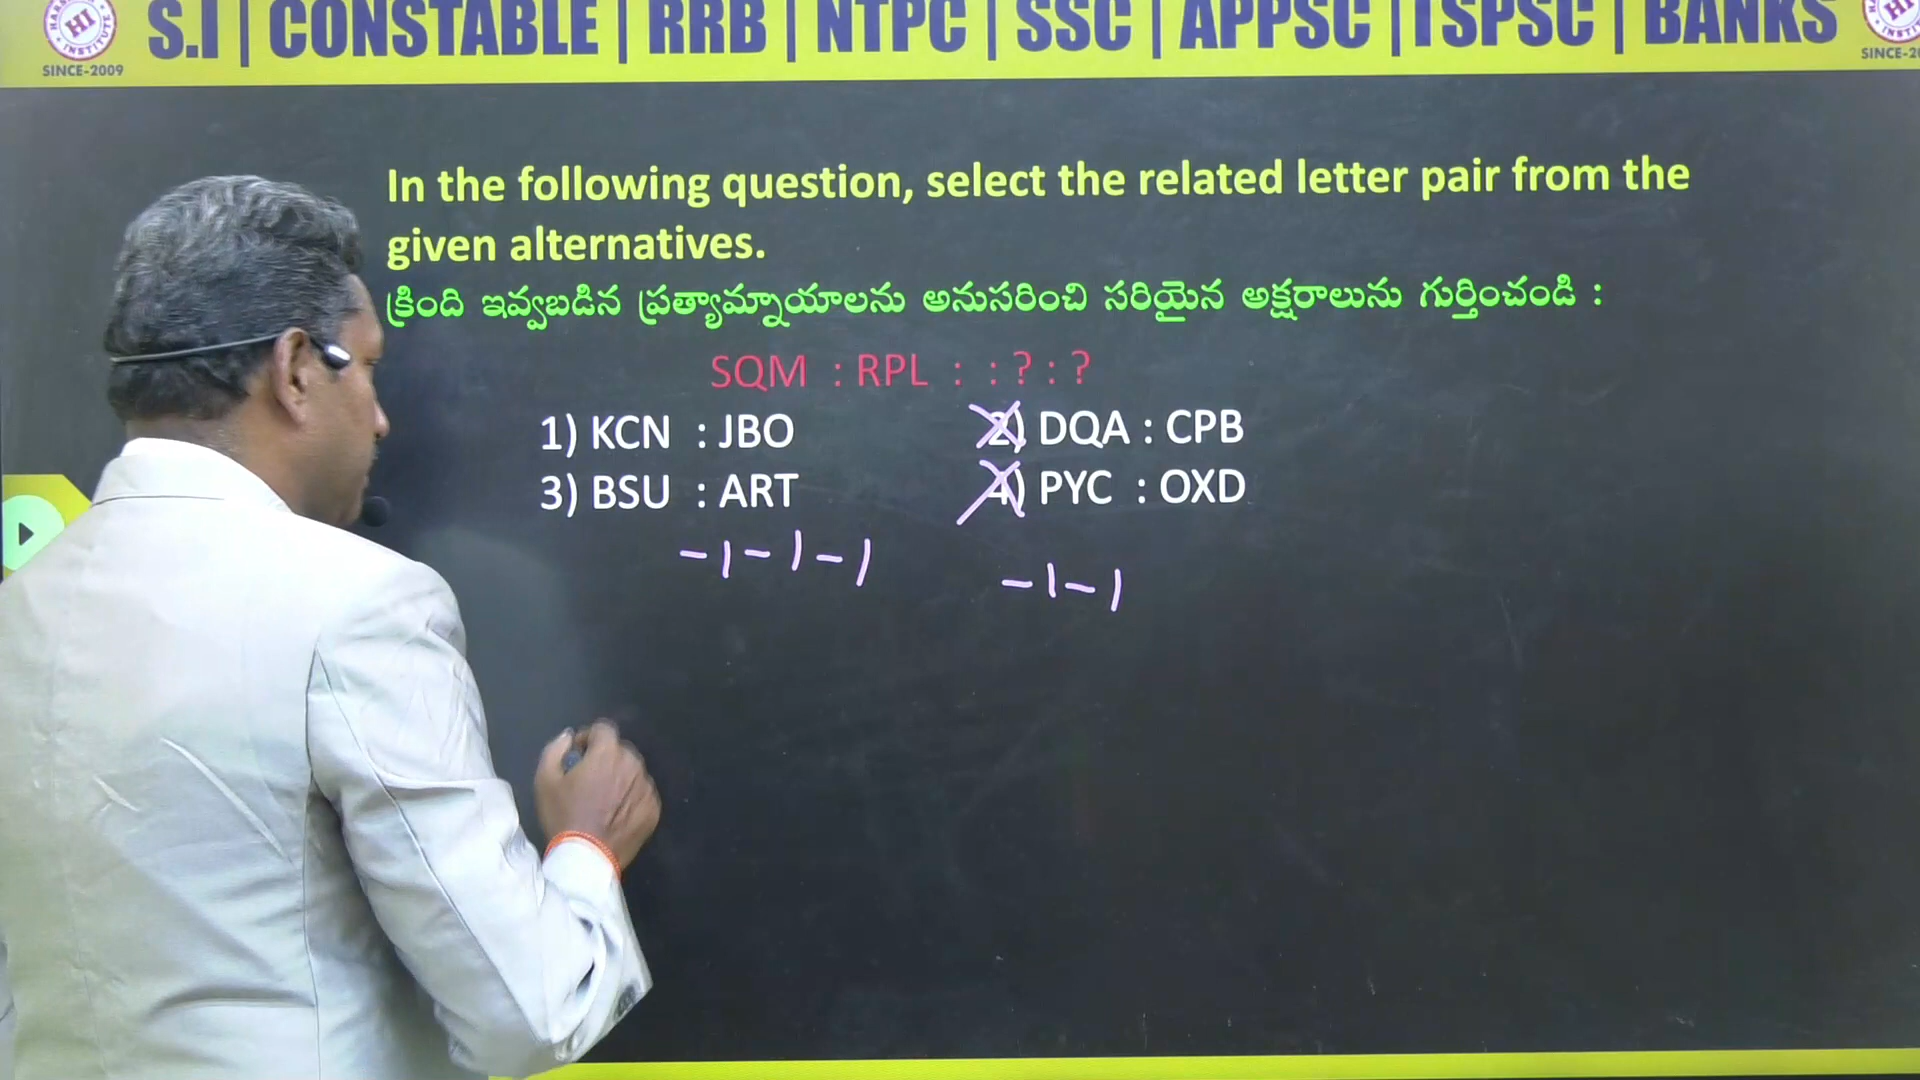 S.I | CONSTABLE | RRB | NTPC | SSC | APPSC | TSPSC | BANKS
HI
INSTITUTE
SINCE-2009
In the following question, select the related letter pair from the
given alternatives.
క్రింది ఇవ్వబడిన ప్రత్యామ్నాయాలను అనుసరించి సరియైన అక్షరాలును గుర్తించండి :
SQM : RPL : : ? : ?
1) KCN : JBO 2) DQA : CPB
3) BSU : ART 4) PYC : OXD
-1-1-1 -1-1